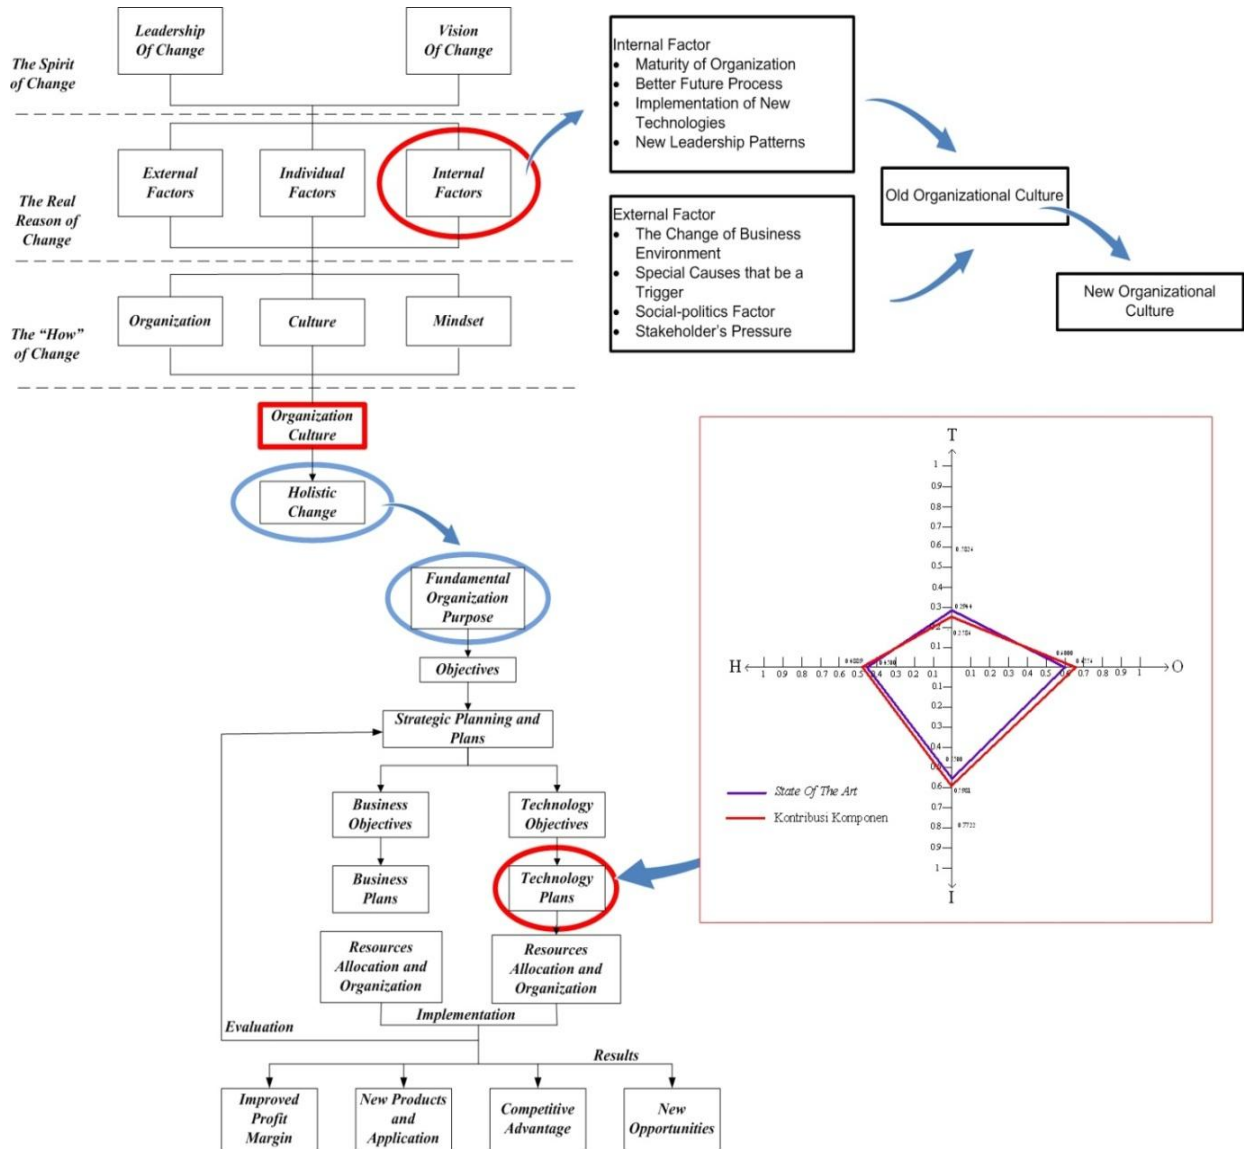 Leadership
Of Change
Vision
Of Change
The Spirit
of Change
External
Factors
Individual
Factors
Internal
Factors
The Real
Reason of
Change
Organization
Culture
Mindset
The “How”
of Change
Internal Factor
• Maturity of Organization
• Better Future Process
• Implementation of New
Technologies
• New Leadership Patterns
External Factor
• The Change of Business
Environment
• Special Causes that be a
Trigger
• Social-politics Factor
• Stakeholder’s Pressure
Old Organizational Culture
New Organizational
Culture
Organization
Culture
Holistic
Change
Fundamental
Organization
Purpose
Objectives
Strategic Planning and
Plans
Business
Objectives
Technology
Objectives
Business
Plans
Technology
Plans
Resources
Allocation and
Organization
Resources
Allocation and
Organization
Implementation
Evaluation
Results
Improved
Profit
Margin
New Products
and
Application
Competitive
Advantage
New
Opportunities
T
1
0.9
0.8
0.7
0.6
0.5
0.4
0.3
0.2
0.1
H
1 0.9 0.8 0.7 0.6 0.5 0.4 0.3 0.2 0.1
0.1 0.2 0.3 0.4 0.5 0.6 0.7 0.8 0.9 1
O
0.6000
0.1
0.2
0.3
0.4
0.6
0.7
0.8
0.9
1
I
State Of The Art
Kontribusi Komponen